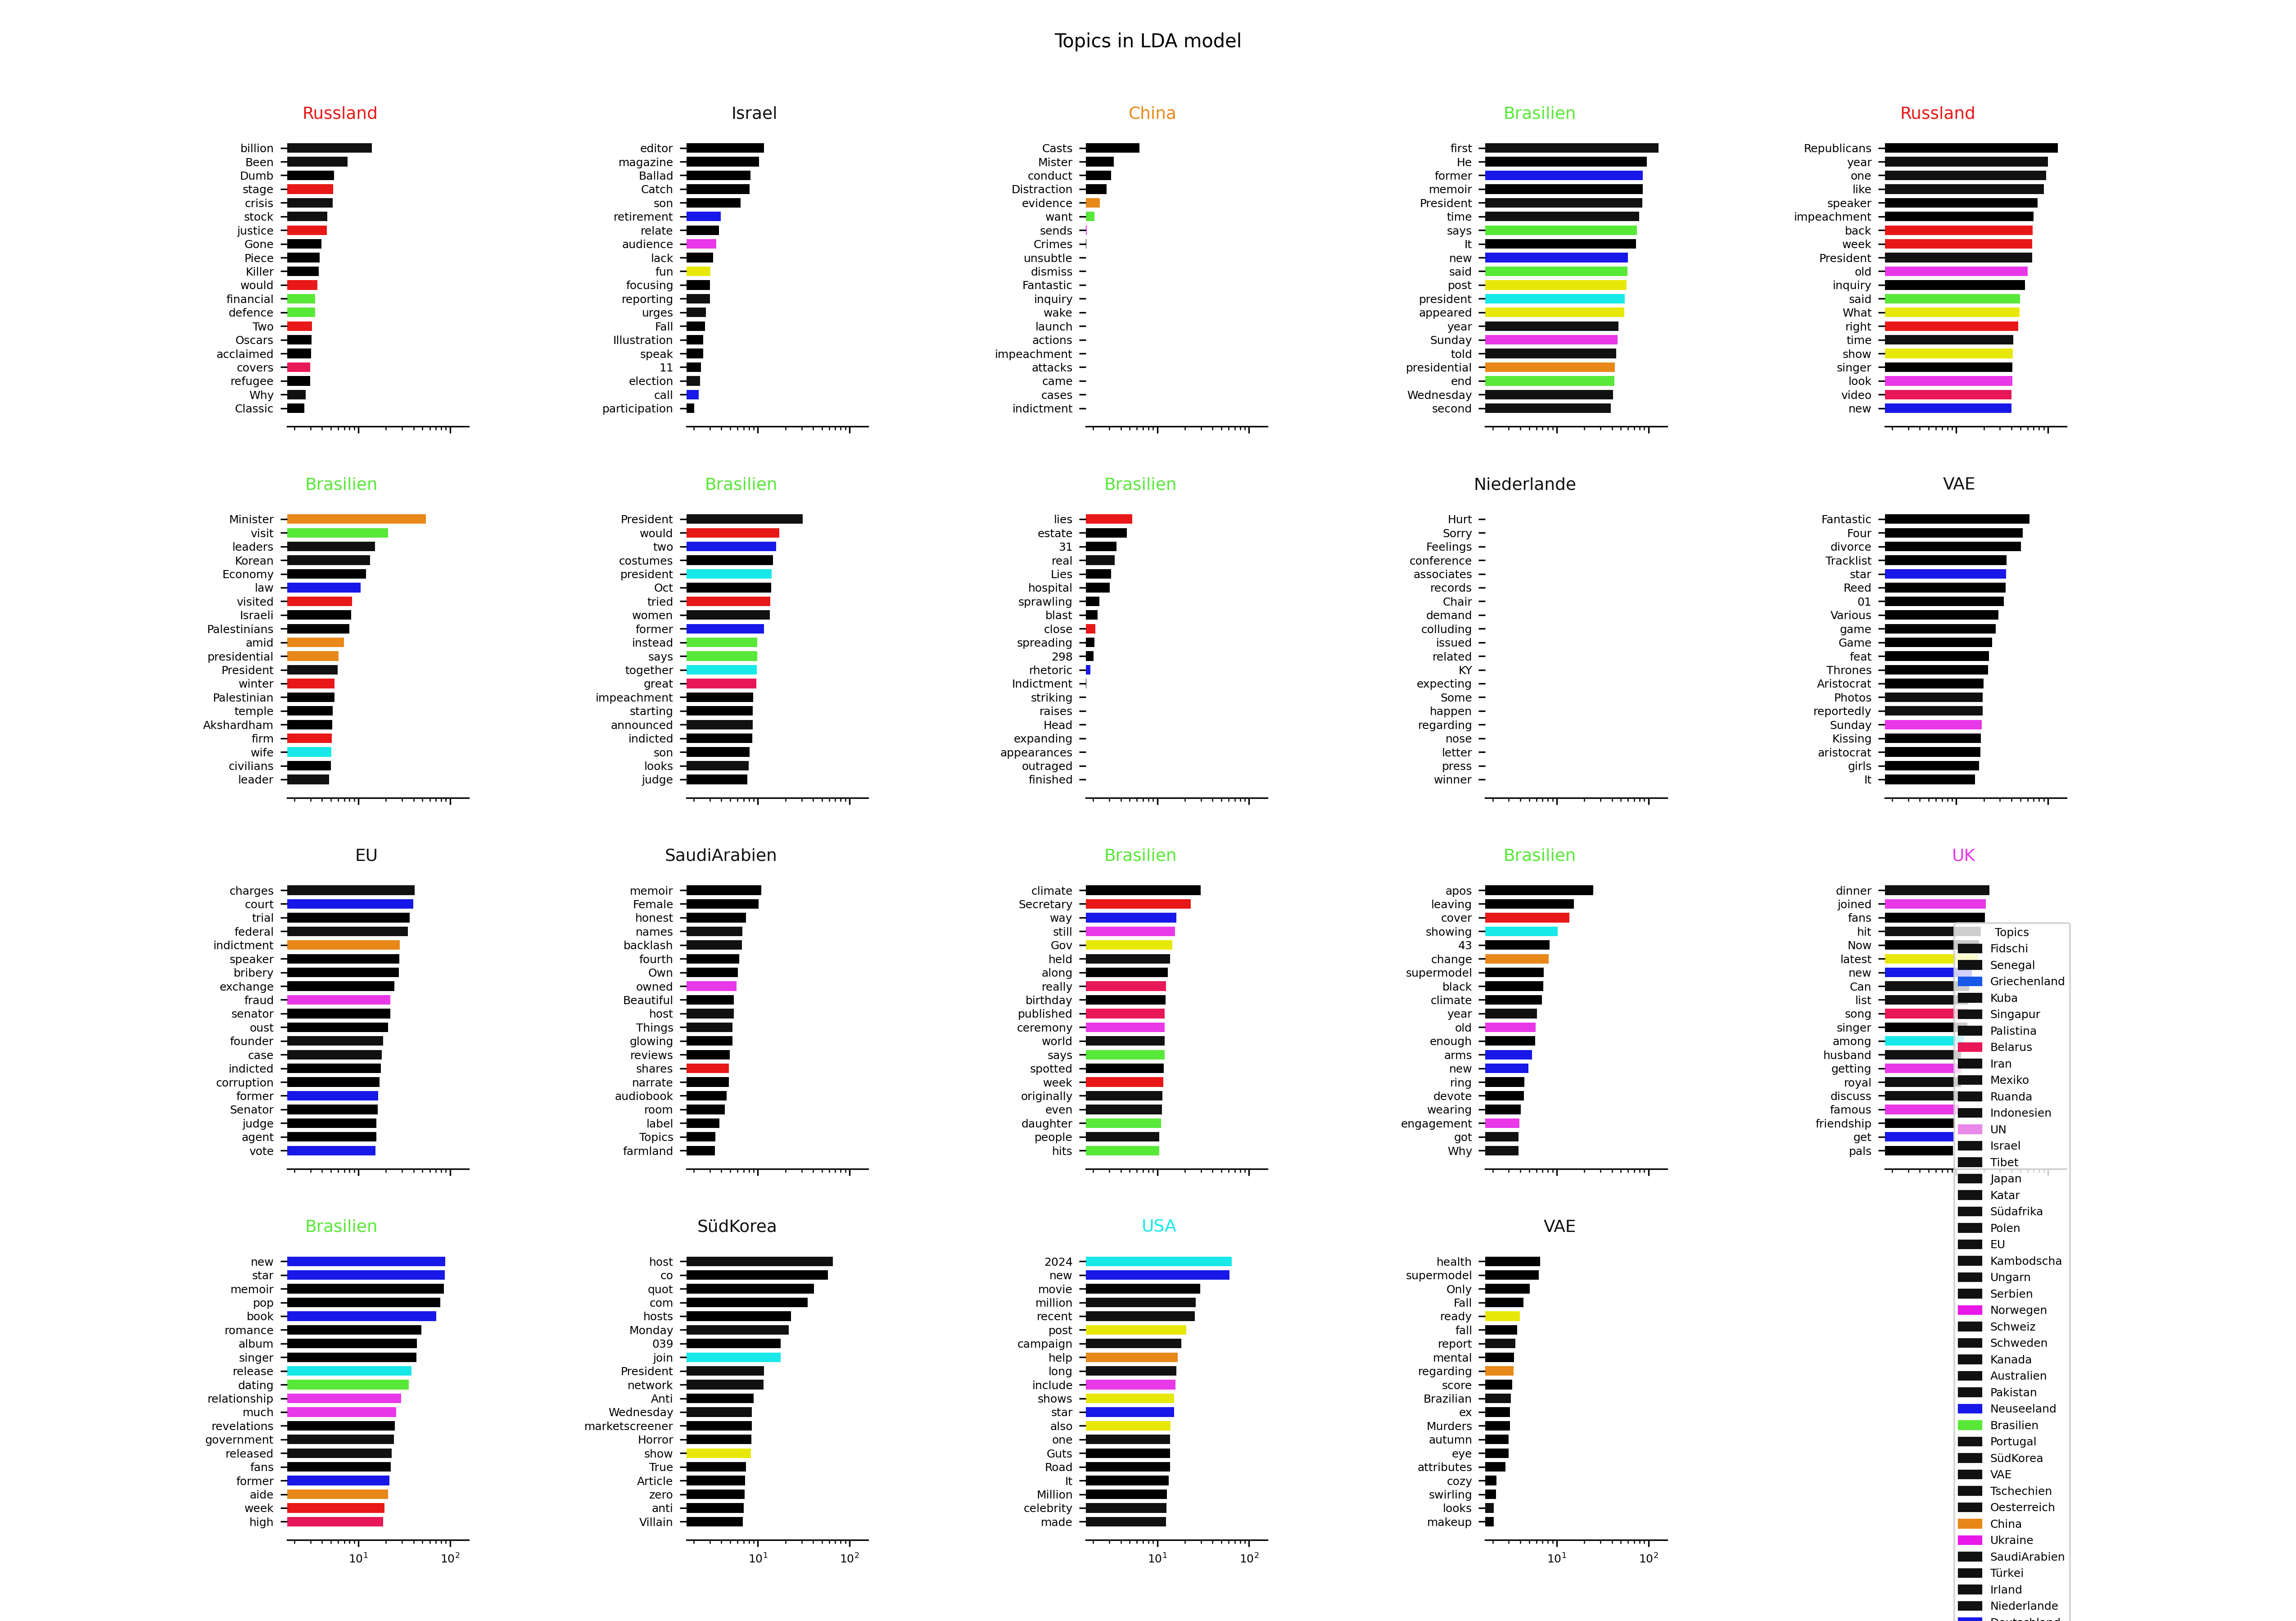 Topics in LDA model
Russland
billion
Been
Dumb
stage
crisis
stock
justice
Gone
Piece
Killer
would
financial
defence
Two
Oscars
acclaimed
covers
refugee
Why
Classic
Israel
editor
magazine
Ballad
Catch
son
retirement
relate
audience
lack
fun
focusing
reporting
urges
Fall
Illustration
speak
11
election
call
participation
China
Casts
Mister
conduct
Distraction
evidence
want
sends
Crimes
unsubtle
dismiss
Fantastic
inquiry
wake
launch
actions
impeachment
attacks
came
cases
indictment
Brasilien
first
He
former
memoir
President
time
says
It
new
said
post
president
appeared
year
Sunday
told
presidential
end
Wednesday
second
Russland
Republicans
year
one
like
speaker
impeachment
back
week
President
old
inquiry
said
What
right
time
show
singer
look
video
new
Brasilien
Minister
visit
leaders
Korean
Economy
law
visited
Israeli
Palestinians
amid
presidential
President
winter
Palestinian
temple
Akshardham
firm
wife
civilians
leader
Brasilien
President
would
two
costumes
president
Oct
tried
women
former
instead
says
together
great
impeachment
starting
announced
indicted
son
looks
judge
Brasilien
lies
estate
31
real
Lies
hospital
sprawling
blast
close
spreading
298
rhetoric
Indictment
striking
raises
Head
expanding
appearances
outraged
finished
Niederlande
Hurt
Sorry
Feelings
conference
associates
records
Chair
demand
colluding
issued
related
KY
expecting
Some
happen
regarding
nose
letter
press
winner
VAE
Fantastic
Four
divorce
Tracklist
star
Reed
01
Various
game
Game
feat
Thrones
Aristocrat
Photos
reportedly
Sunday
Kissing
aristocrat
girls
It
EU
charges
court
trial
federal
indictment
speaker
bribery
exchange
fraud
senator
oust
founder
case
indicted
corruption
former
Senator
judge
agent
vote
SaudiArabien
memoir
Female
honest
names
backlash
fourth
Own
owned
Beautiful
host
Things
glowing
reviews
shares
narrate
audiobook
room
label
Topics
farmland
Brasilien
climate
Secretary
way
still
Gov
held
along
really
birthday
published
ceremony
world
says
spotted
week
originally
even
daughter
people
hits
Brasilien
apos
leaving
cover
showing
43
change
supermodel
black
climate
year
old
enough
arms
new
ring
devote
wearing
engagement
got
Why
UK
dinner
joined
fans
hit
Now
latest
new
Can
list
song
singer
among
husband
getting
royal
discuss
famous
friendship
get
pals
Brasilien
new
star
memoir
pop
book
romance
album
singer
release
dating
relationship
much
revelations
government
released
fans
former
aide
week
high
10¹ 10²
SüdKorea
host
co
quot
com
hosts
Monday
039
join
President
network
Anti
Wednesday
marketscreener
Horror
show
True
Article
zero
anti
Villain
10¹ 10²
USA
2024
new
movie
million
recent
post
campaign
help
long
include
shows
star
also
one
Guts
Road
It
Million
celebrity
made
10¹ 10²
VAE
health
supermodel
Only
Fall
ready
fall
report
mental
regarding
score
Brazilian
ex
Murders
autumn
eye
attributes
cozy
swirling
looks
makeup
10¹ 10²
Topics
Fidschi
Senegal
Griechenland
Kuba
Singapur
Palistina
Belarus
Iran
Mexiko
Ruanda
Indonesien
UN
Israel
Tibet
Japan
Katar
Südafrika
Polen
EU
Kambodscha
Ungarn
Serbien
Norwegen
Schweiz
Schweden
Kanada
Australien
Pakistan
Neuseeland
Brasilien
Portugal
SüdKorea
VAE
Tschechien
Oesterreich
China
Ukraine
SaudiArabien
Türkei
Irland
Niederlande